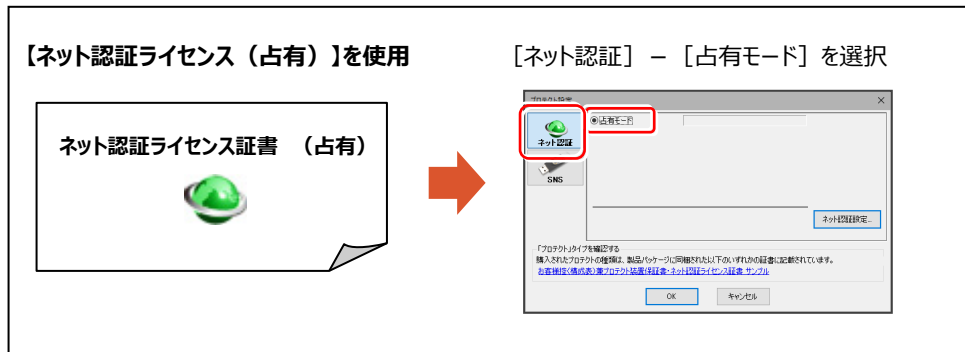 【ネット認証ライセンス（占有）】を使用
［ネット認証］ － ［占有モード］ を選択
ネット認証ライセンス証書　（占有）
プロテクト設定
ネット認証
占有モード
SNS
ネット認証設定...
「プロテクト」タイプを確認する
購入されたプロテクトの種類は、製品パッケージに同梱された以下のいずれかの証書に記載されています。
お客様控(構成表)兼プロテクト装置保証書・ネット認証ライセンス証書 サンプル
OK
キャンセル